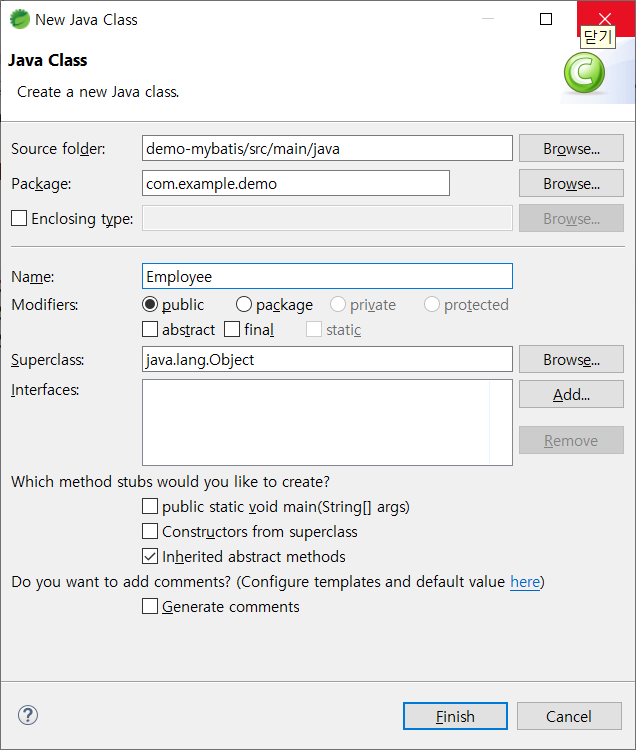 New Java Class
닫기
Java Class
Create a new Java class.
C
Source folder: demo-mybatis/src/main/java Browse...
Package: com.example.demo Browse...
Enclosing type: Browse...
Name: Employee
Modifiers: public package private protected
abstract final static
Superclass: java.lang.Object Browse...
Interfaces: Add...
Remove
Which method stubs would you like to create?
public static void main(String[] args)
Constructors from superclass
Inherited abstract methods
Do you want to add comments? (Configure templates and default value here)
Generate comments
? Finish Cancel